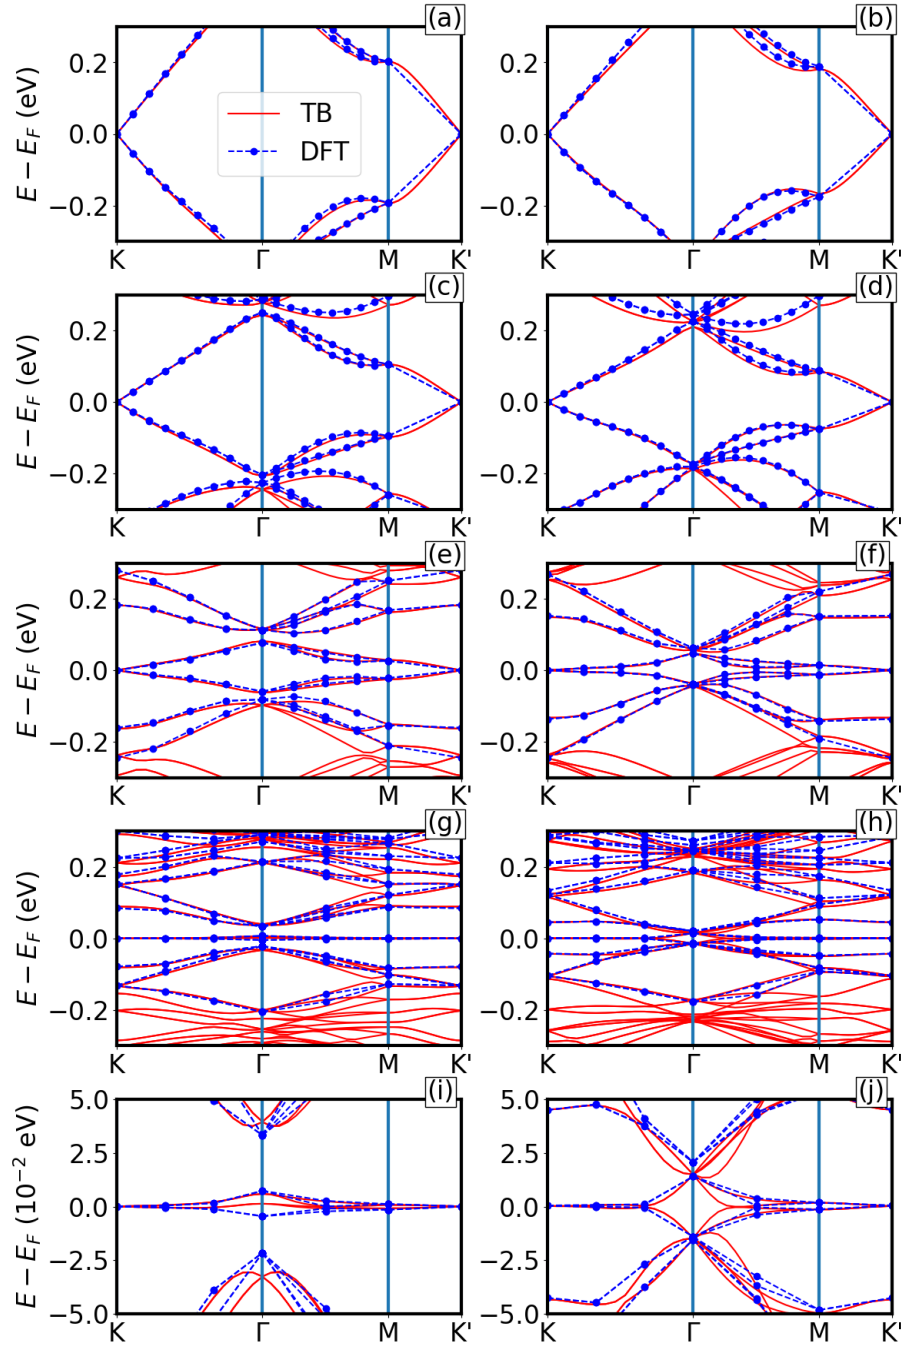 (a) (b)
E − E_F (eV) 0.2 0.0 −0.2 TB DFT 0.2 0.0 −0.2
K Γ M K' K Γ M K'
(c) (d)
E − E_F (eV) 0.2 0.0 −0.2 0.2 0.0 −0.2
K Γ M K' K Γ M K'
(e) (f)
E − E_F (eV) 0.2 0.0 −0.2 0.2 0.0 −0.2
K Γ M K' K Γ M K'
(g) (h)
E − E_F (eV) 0.2 0.0 −0.2 0.2 0.0 −0.2
K Γ M K' K Γ M K'
(i) (j)
E − E_F (10⁻² eV) 5.0 2.5 0.0 −2.5 −5.0 5.0 2.5 0.0 −2.5 −5.0
K Γ M K' K Γ M K'